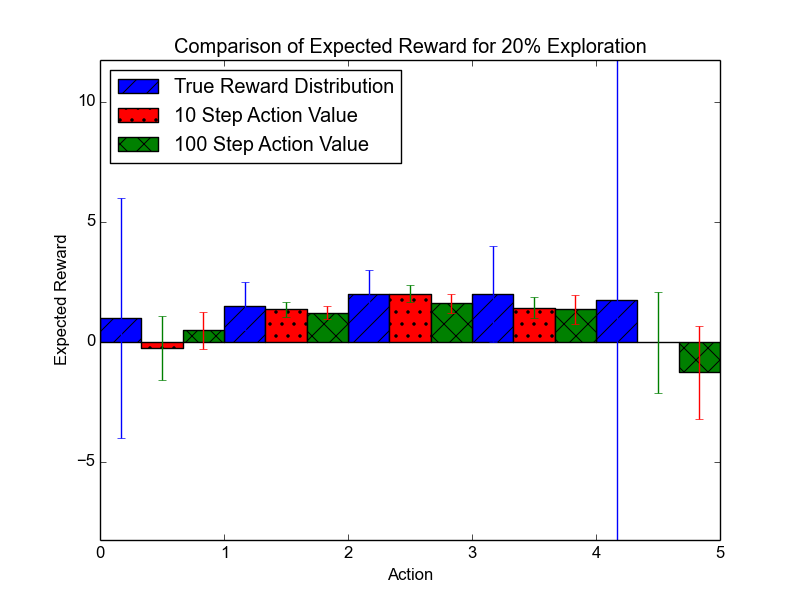 Comparison of Expected Reward for 20% Exploration
True Reward Distribution
10 Step Action Value
100 Step Action Value
10
5
0
−5
Expected Reward
0 1 2 3 4 5
Action